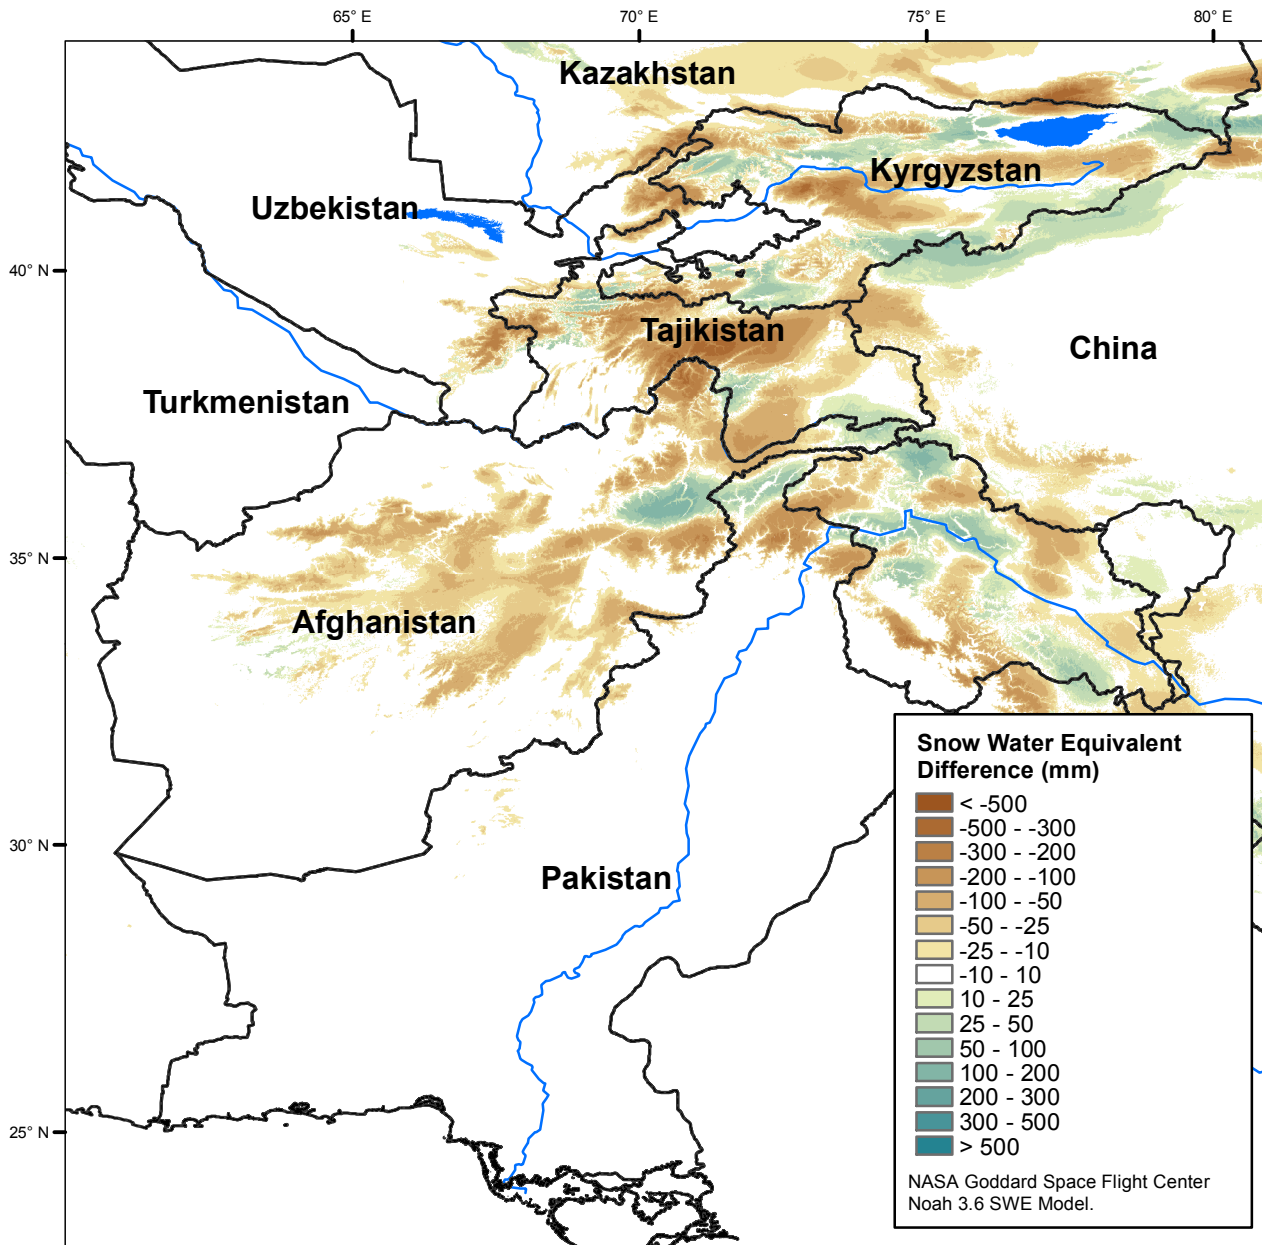 65° E
70° E
75° E
80° E
Kazakhstan
Kyrgyzstan
Uzbekistan
40° N
Tajikistan
China
Turkmenistan
35° N
Afghanistan
30° N
Pakistan
25° N
Snow Water Equivalent
Difference (mm)
< -500
-500 - -300
-300 - -200
-200 - -100
-100 - -50
-50 - -25
-25 - -10
-10 - 10
10 - 25
25 - 50
50 - 100
100 - 200
200 - 300
300 - 500
> 500
NASA Goddard Space Flight Center
Noah 3.6 SWE Model.